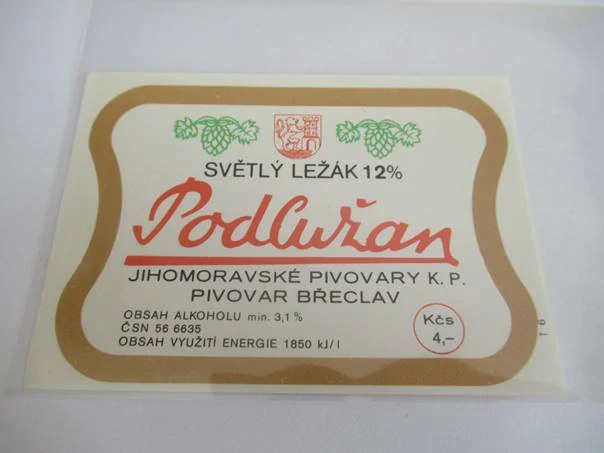 SVĚTLÝ LEŽÁK 12%
Podlužan
JIHOMORAVSKÉ PIVOVARY K. P.
PIVOVAR BŘECLAV
OBSAH ALKOHOLU min. 3,1 %
ČSN 56 6635
OBSAH VYUŽITÍ ENERGIE 1850 kJ/l
Kčs
4,–
16